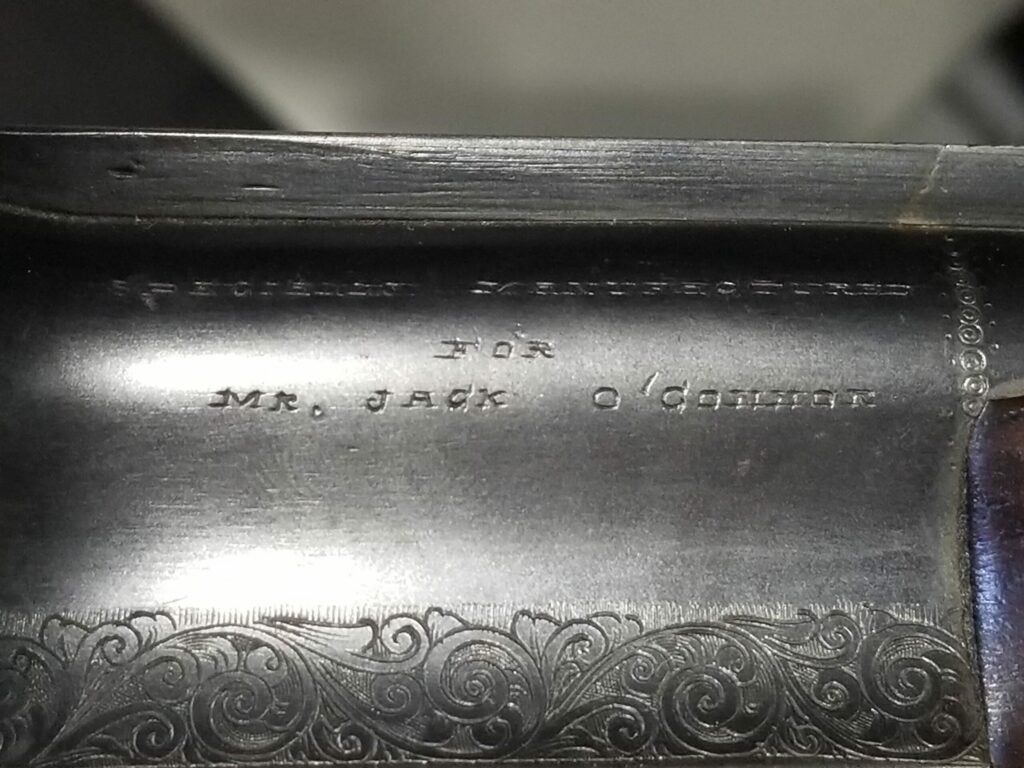 SPECIALLY MANUFACTURED
FOR
MR. JACK O'CONNOR